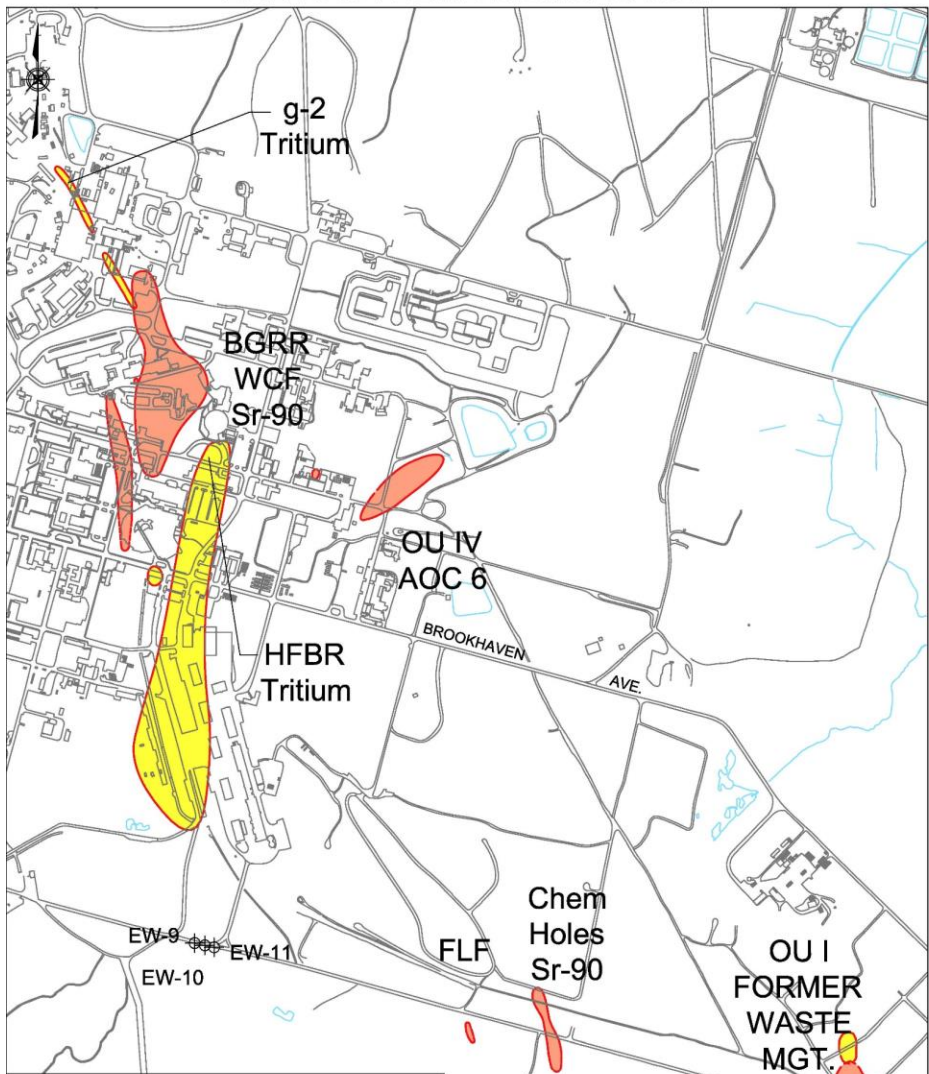 g-2
Tritium
BGRR
WCF
Sr-90
OU IV
AOC 6
BROOKHAVEN
AVE.
HFBR
Tritium
EW-9
EW-10
EW-11
FLF
Chem
Holes
Sr-90
OU I
FORMER
WASTE
MGT.